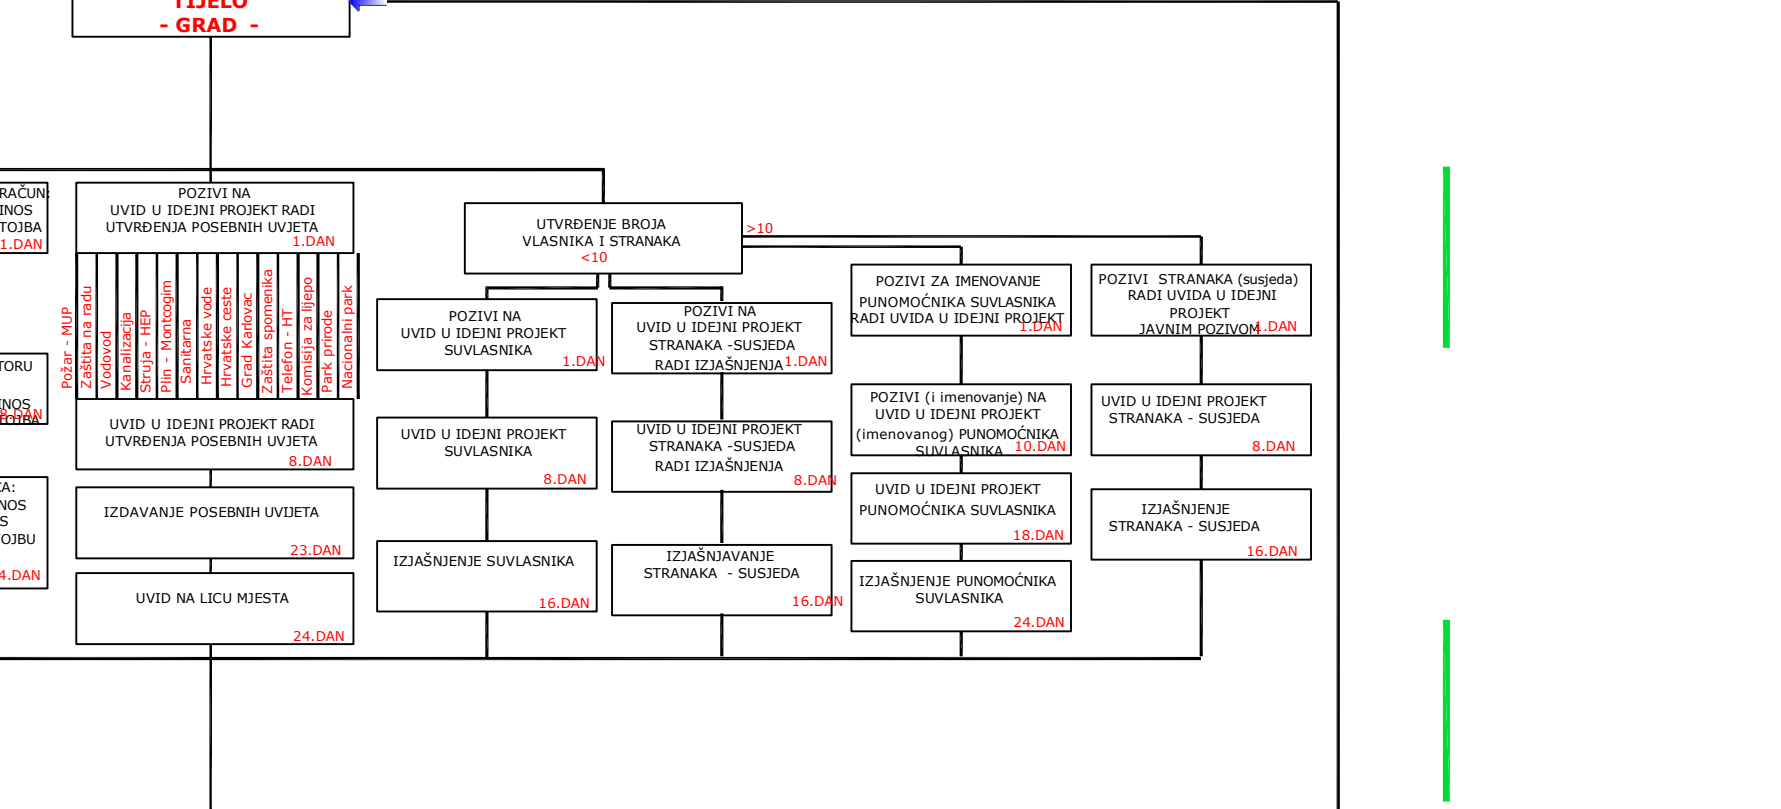 TIJELO
- GRAD -
RAČUN:
INOS
TOJBA
1.DAN
TORU
INOS
8.DAN
TOJBA
KA:
NOS
S
OJBU
4.DAN
POZIVI NA
UVID U IDEJNI PROJEKT RADI
UTVRĐENJA POSEBNIH UVJETA
1.DAN
Požar - MUP
Zaštita na radu
Vodovod
Kanalizacija
Struja - HEP
Plin - Montcogim
Sanitarna
Hrvatske vode
Hrvatske ceste
Grad Karlovac
Zaštita spomenika
Telefon - HT
Komisija za lijepo
Park prirode
Nacionalni park
UVID U IDEJNI PROJEKT RADI
UTVRĐENJA POSEBNIH UVJETA
8.DAN
IZDAVANJE POSEBNIH UVIJETA
23.DAN
UVID NA LICU MJESTA
24.DAN
UTVRĐENJE BROJA
VLASNIKA I STRANAKA
<10
>10
POZIVI NA
UVID U IDEJNI PROJEKT
SUVLASNIKA
1.DAN
UVID U IDEJNI PROJEKT
SUVLASNIKA
8.DAN
IZJAŠNJENJE SUVLASNIKA
16.DAN
POZIVI NA
UVID U IDEJNI PROJEKT
STRANAKA -SUSJEDA
RADI IZJAŠNJENJA
1.DAN
UVID U IDEJNI PROJEKT
STRANAKA -SUSJEDA
RADI IZJAŠNJENJA
8.DAN
IZJAŠNJAVANJE
STRANAKA - SUSJEDA
16.DAN
POZIVI ZA IMENOVANJE
PUNOMOĆNIKA SUVLASNIKA
RADI UVIDA U IDEJNI PROJEKT
1.DAN
POZIVI (i imenovanje) NA
UVID U IDEJNI PROJEKT
(imenovanog) PUNOMOĆNIKA
SUVLASNIKA
10.DAN
UVID U IDEJNI PROJEKT
PUNOMOĆNIKA SUVLASNIKA
18.DAN
IZJAŠNJENJE PUNOMOĆNIKA
SUVLASNIKA
24.DAN
POZIVI STRANAKA (susjeda)
RADI UVIDA U IDEJNI
PROJEKT
JAVNIM POZIVOM
1.DAN
UVID U IDEJNI PROJEKT
STRANAKA - SUSJEDA
8.DAN
IZJAŠNJENJE
STRANAKA - SUSJEDA
16.DAN